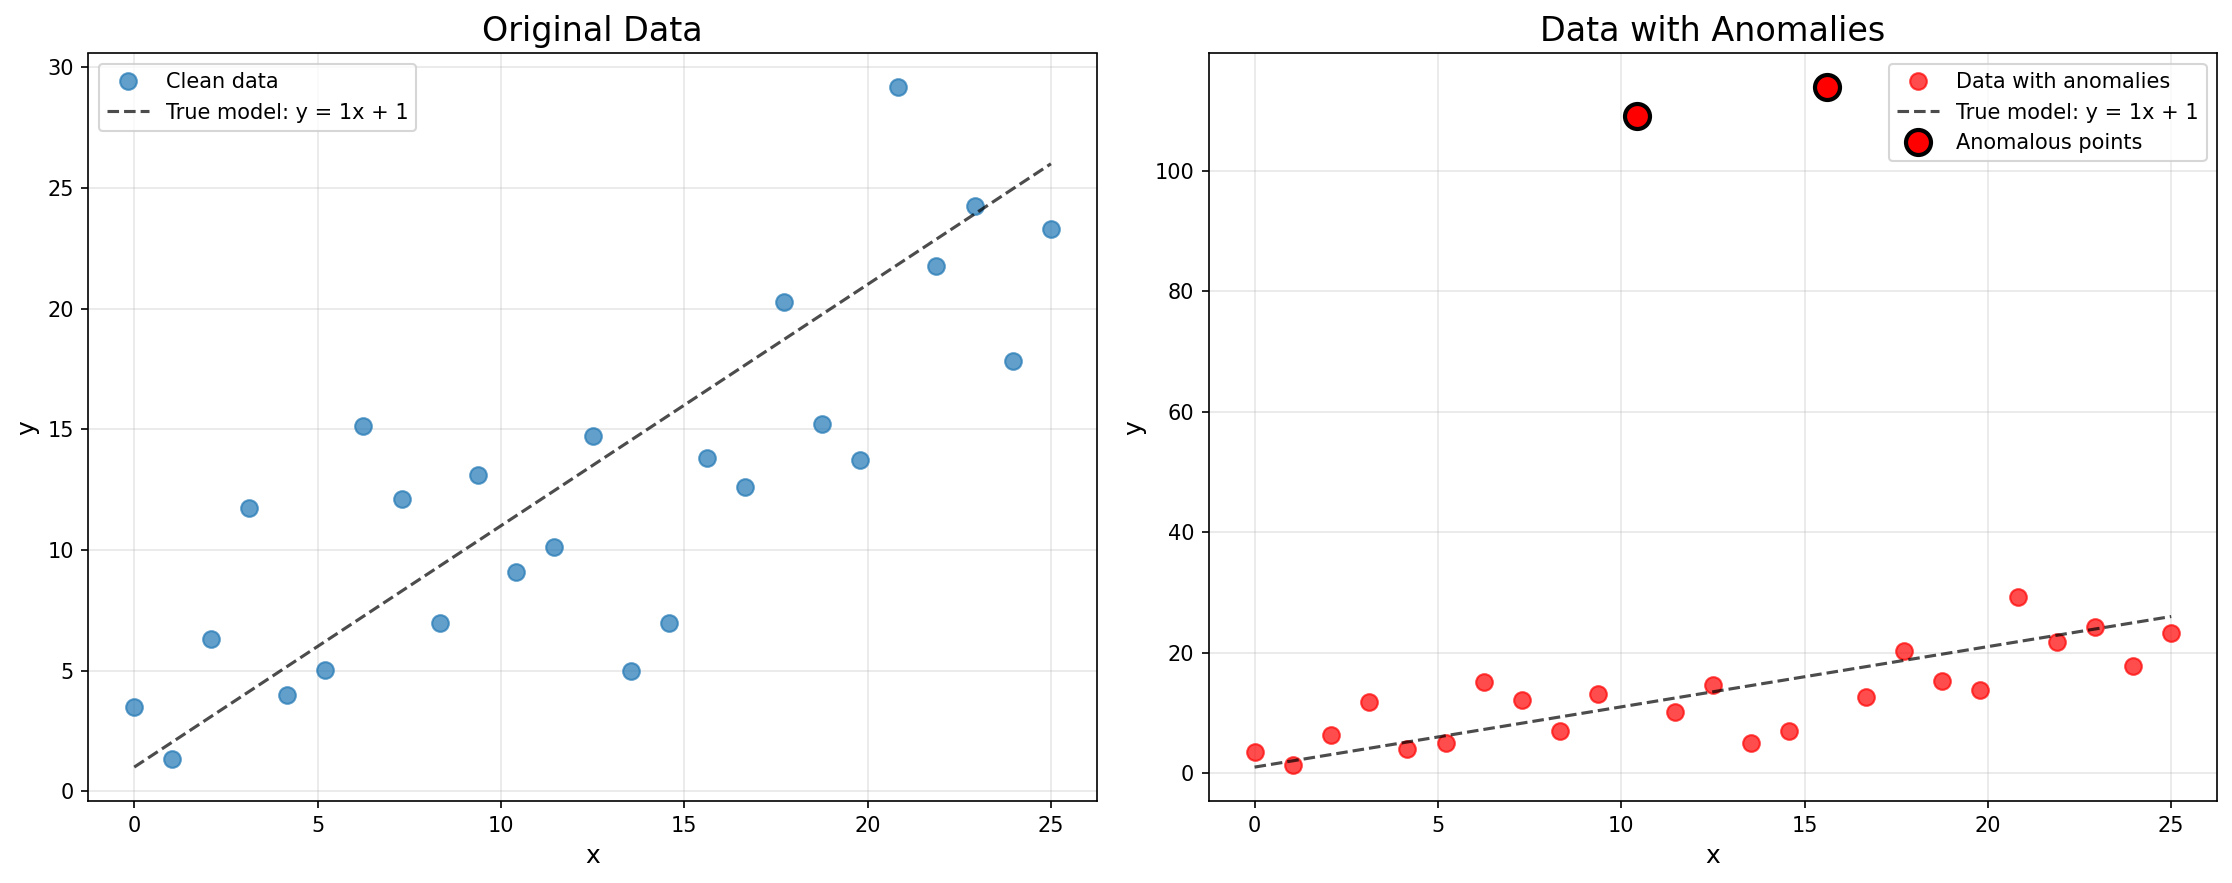 Original Data
Clean data
True model: y = 1x + 1
30
25
20
15
10
5
0
y
0 5 10 15 20 25
x
Data with Anomalies
Data with anomalies
True model: y = 1x + 1
Anomalous points
100
80
60
40
20
0
y
0 5 10 15 20 25
x